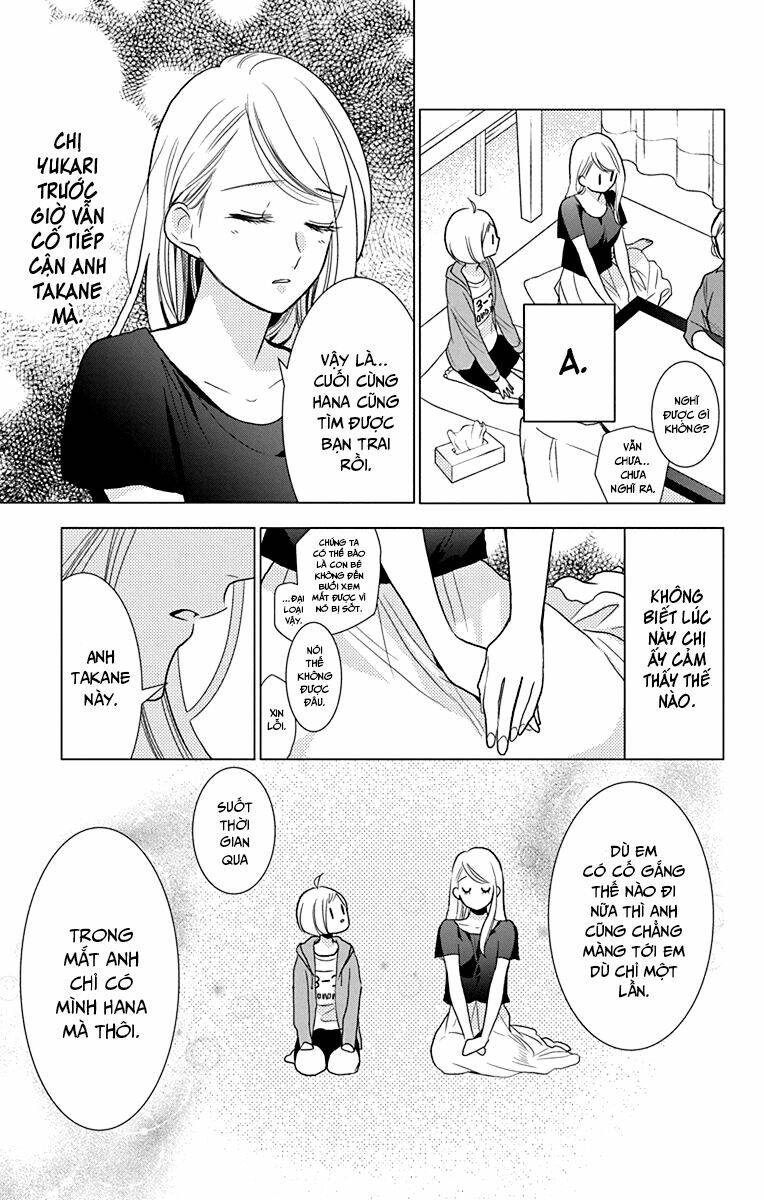 A.
NGHĨ
ĐƯỢC GÌ
KHÔNG?
VẪN
CHƯA...
CHƯA
NGHĨ RA.
3-
VẬY LÀ...
CUỐI CÙNG
HANA CŨNG
TÌM ĐƯỢC
BẠN TRAI
RỒI.
CHỊ
YUKARI
TRƯỚC
GIỜ VẪN
CỐ TIẾP
CẬN ANH
TAKANE
MÀ.
KHÔNG
BIẾT LÚC
NÀY CHỊ
ẤY CẢM
THẤY THẾ
NÀO.
CHÚNG TA
CÓ THỂ BẢO
LÀ CON BÉ
KHÔNG ĐẾN
BUỔI XEM
MẮT ĐƯỢC VÌ
NÓ BỊ SỐT.
...ĐẠI
LOẠI
VẬY.
NÓI
THẾ
KHÔNG
ĐƯỢC
ĐÂU.
XIN
LỖI.
ANH
TAKANE
NÀY.
DÙ EM
CÓ CỐ GẮNG
THẾ NÀO ĐI
NỮA THÌ ANH
CŨNG CHẲNG
MÀNG TỚI EM
DÙ CHỈ MỘT
LẦN.
SUỐT
THỜI
GIAN
QUA
3-
TRONG
MẮT ANH
CHỈ CÓ
MÌNH HANA
MÀ THÔI.